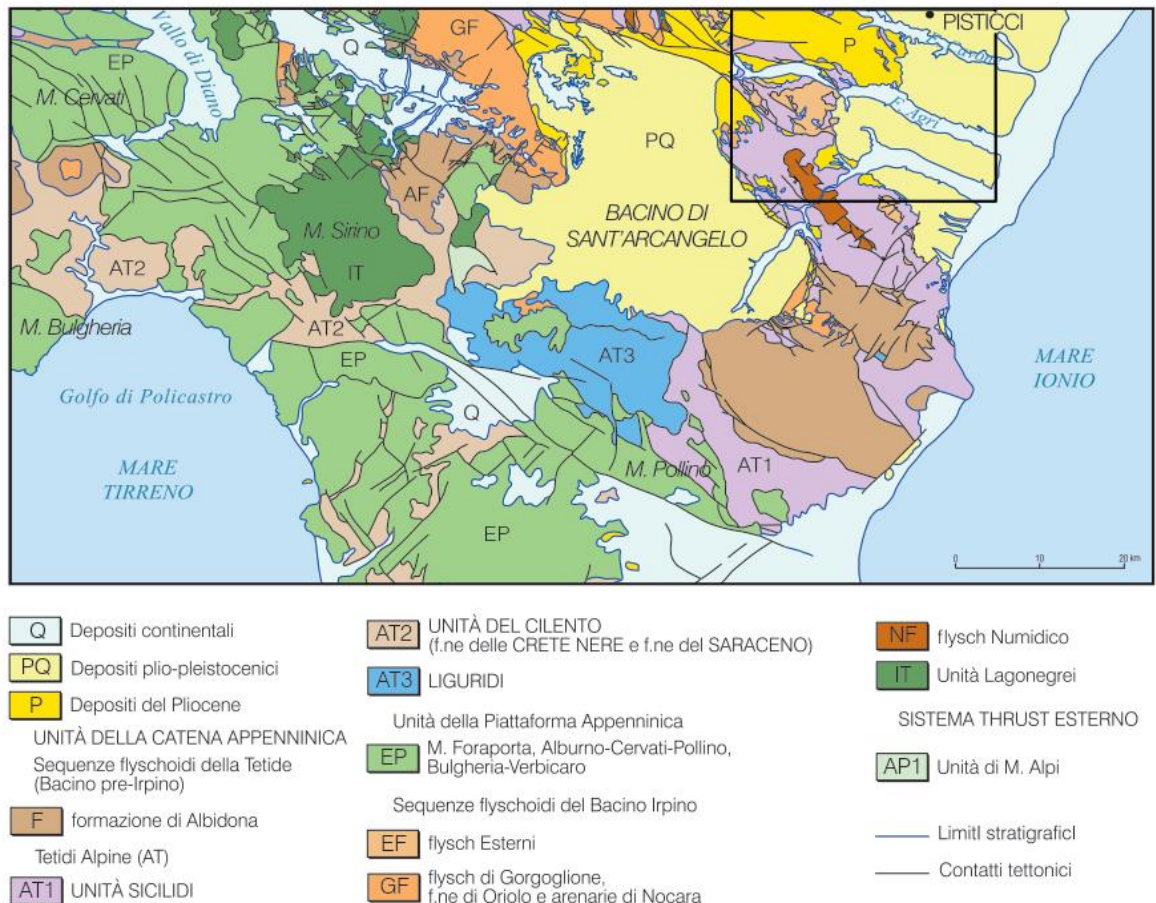 Vallo di Diano
EP
M. Cervati
Q
GF
P
PISTICCI
F. Agri
PQ
AF
BACINO DI
SANT'ARCANGELO
M. Sirino
IT
AT2
M. Bulgheria
AT2
AT3
EP
Golfo di Policastro
Q
MARE
IONIO
MARE
TIRRENO
M. Pollino
AT1
EP
0 10 20 km
Q Depositi continentali
PQ Depositi plio-pleistocenici
P Depositi del Pliocene
UNITÀ DELLA CATENA APPENNINICA
Sequenze flyschoidi della Tetide
(Bacino pre-Irpino)
F formazione di Albidona
Tetidi Alpine (AT)
AT1 UNITÀ SICILIDI
AT2 UNITÀ DEL CILENTO
(f.ne delle CRETE NERE e f.ne del SARACENO)
AT3 LIGURIDI
Unità della Piattaforma Appenninica
EP M. Foraporta, Alburno-Cervati-Pollino,
Bulgheria-Verbicaro
Sequenze flyschoidi del Bacino Irpino
EF flysch Esterni
GF flysch di Gorgoglione,
f.ne di Oriolo e arenarie di Nocara
NF flysch Numidico
IT Unità Lagonegrei
SISTEMA THRUST ESTERNO
AP1 Unità di M. Alpi
LimitI stratigraficI
Contatti tettonici